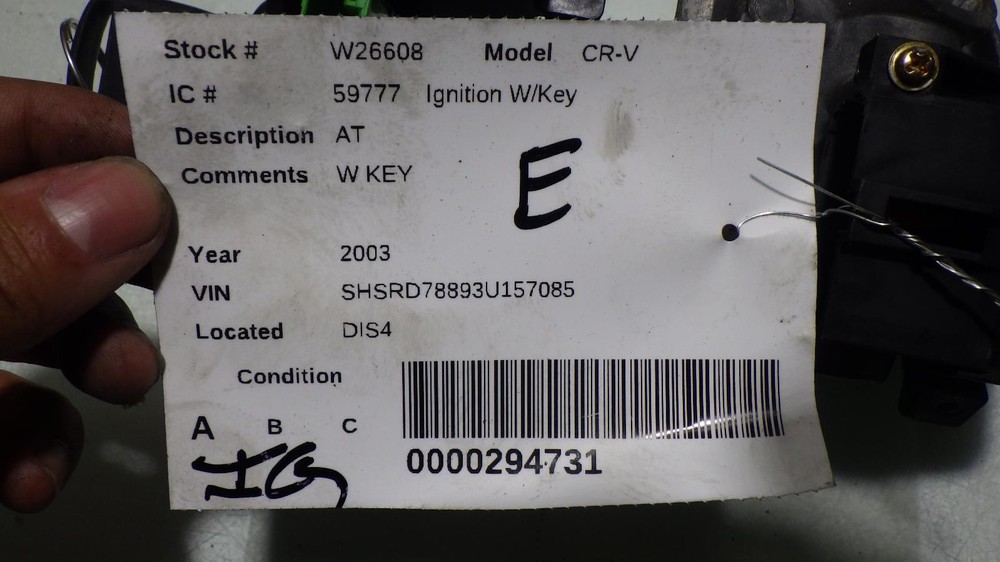 Stock # W26608 Model CR-V
IC # 59777 Ignition W/Key
Description AT
Comments W KEY
E
Year 2003
VIN SHSRD78893U157085
Located DIS4
Condition
A B C
IG
0000294731